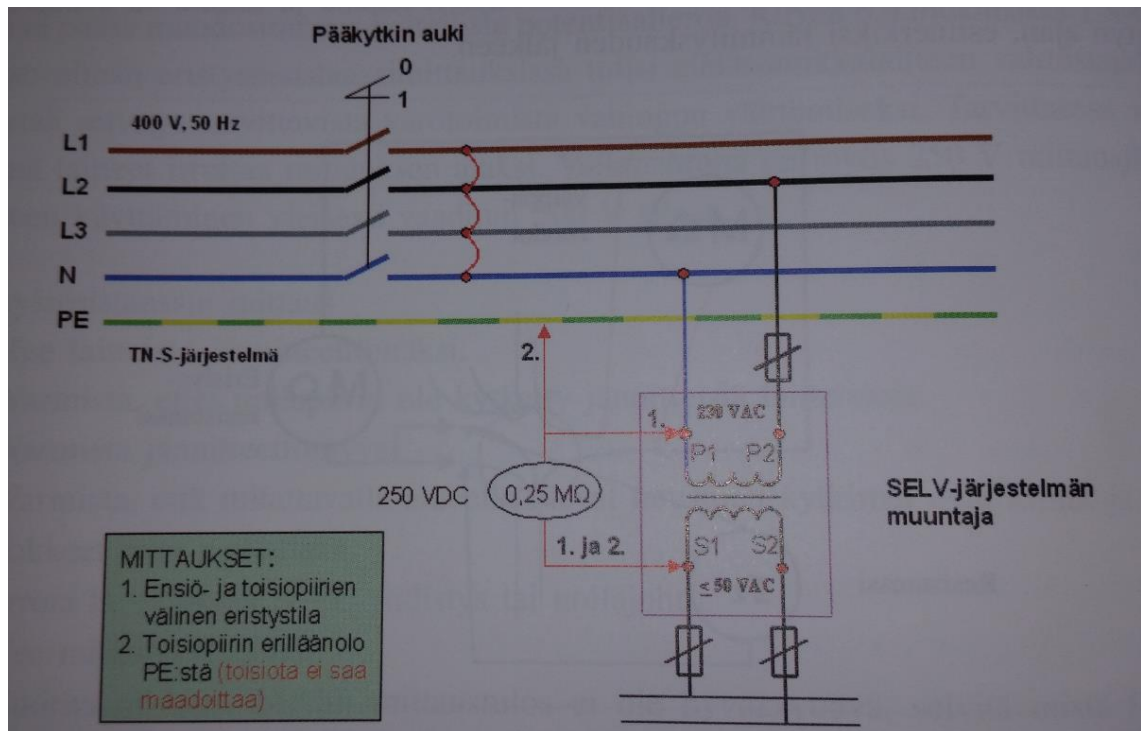 Pääkytkin auki
0
1
400 V, 50 Hz
L1
L2
L3
N
PE
TN-S-järjestelmä
2.
1.
230 VAC
P1 P2
250 VDC
0,25 MΩ
SELV-järjestelmän
muuntaja
1. ja 2.
S1 S2
≤ 50 VAC
MITTAUKSET:
1. Ensiö- ja toisiopiirien
välinen eristystila
2. Toisiopiirin erilläänolo
PE:stä (toisiota ei saa
maadoittaa)